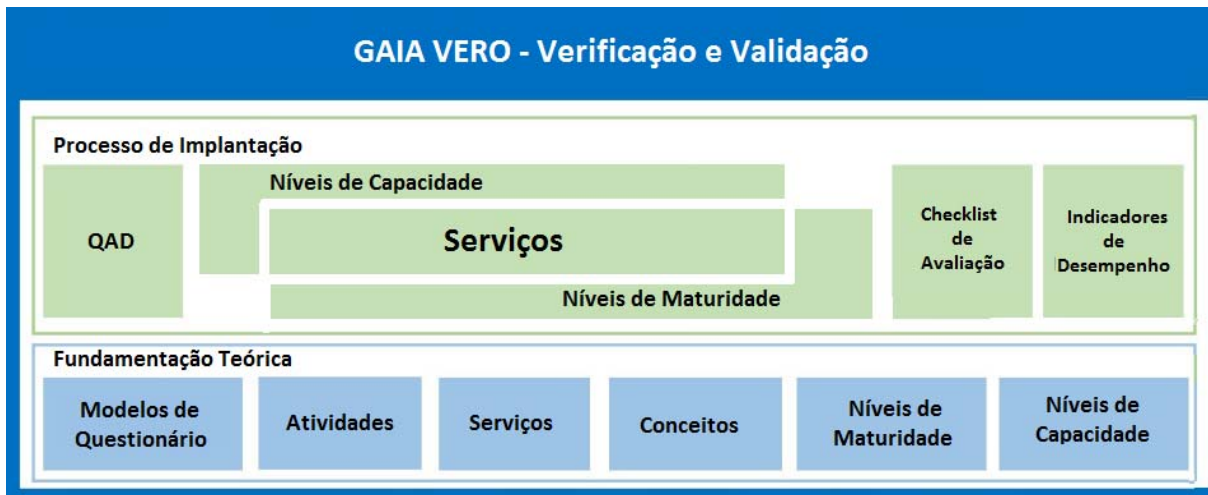 GAIA VERO - Verificação e Validação
Processo de Implantação
QAD
Níveis de Capacidade
Serviços
Níveis de Maturidade
Checklist
de
Avaliação
Indicadores
de
Desempenho
Fundamentação Teórica
Modelos de
Questionário
Atividades
Serviços
Conceitos
Níveis de
Maturidade
Níveis de
Capacidade